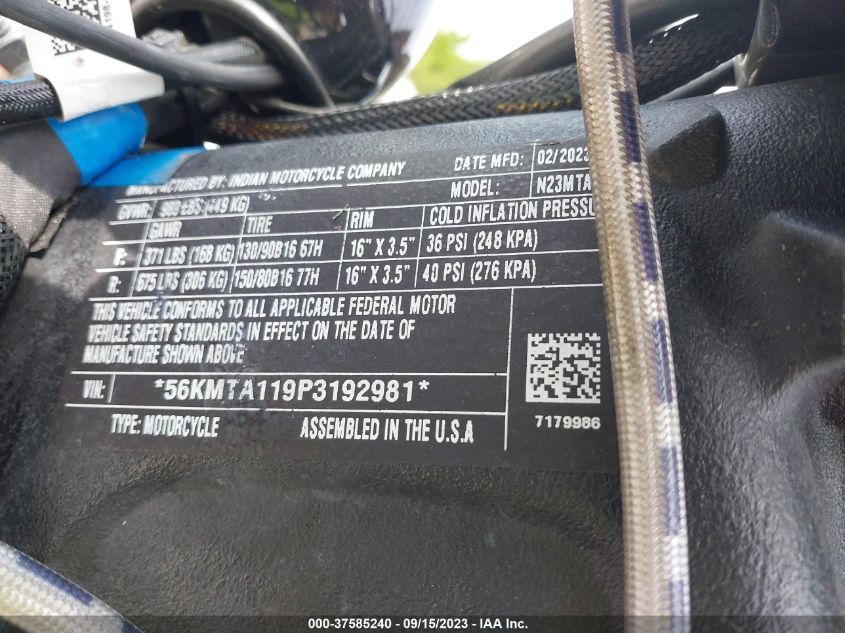 MANUFACTURED BY: INDIAN MOTORCYCLE COMPANY DATE MFD: 02/2023
GVWR: LBS KG) MODEL: N23MTA
GAWR TIRE RIM COLD INFLATION PRESSU
F: 371 LBS (168 KG) 130/90B16 67H 16" X 3.5" 36 PSI (248 KPA)
R: 675 LBS (306 KG) 150/80B16 77H 16" X 3.5" 40 PSI (276 KPA)
THIS VEHICLE CONFORMS TO ALL APPLICABLE FEDERAL MOTOR
VEHICLE SAFETY STANDARDS IN EFFECT ON THE DATE OF
MANUFACTURE SHOWN ABOVE
VIN: *56KMTA119P3192981*
TYPE: MOTORCYCLE ASSEMBLED IN THE U.S.A
7179986
000-37585240 - 09/15/2023 - © IAA, LLC